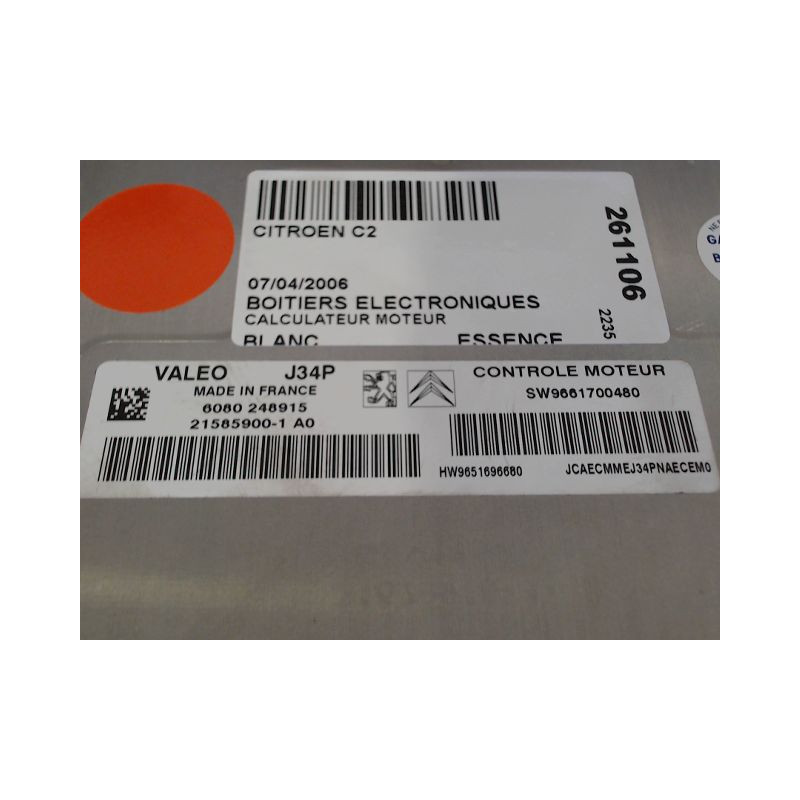 CITROEN C2
07/04/2006
BOITIERS ELECTRONIQUES
CALCULATEUR MOTEUR
BLANC ESSENCE
261106
2235
VALEO J34P
MADE IN FRANCE
6080 248915
21585900-1 A0
CONTROLE MOTEUR
SW9661700480
HW9651696680 JCAECMMEJ34PNAECEM0